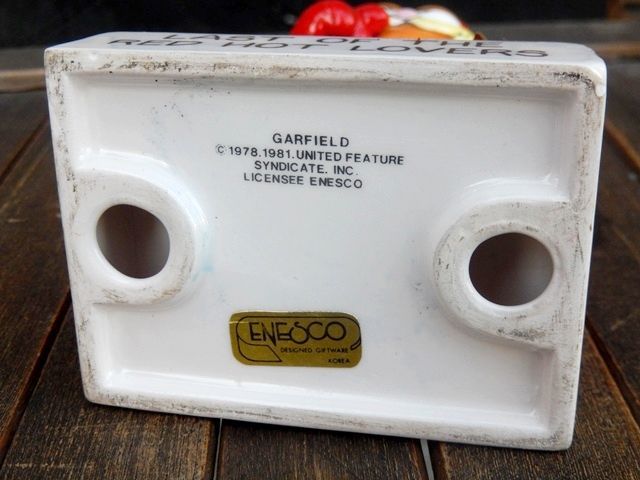 LAST OF THE
RED HOT LOVERS
GARFIELD
© 1978.1981.UNITED FEATURE
SYNDICATE. INC.
LICENSEE ENESCO
ENESCO
DESIGNED GIFTWARE
KOREA